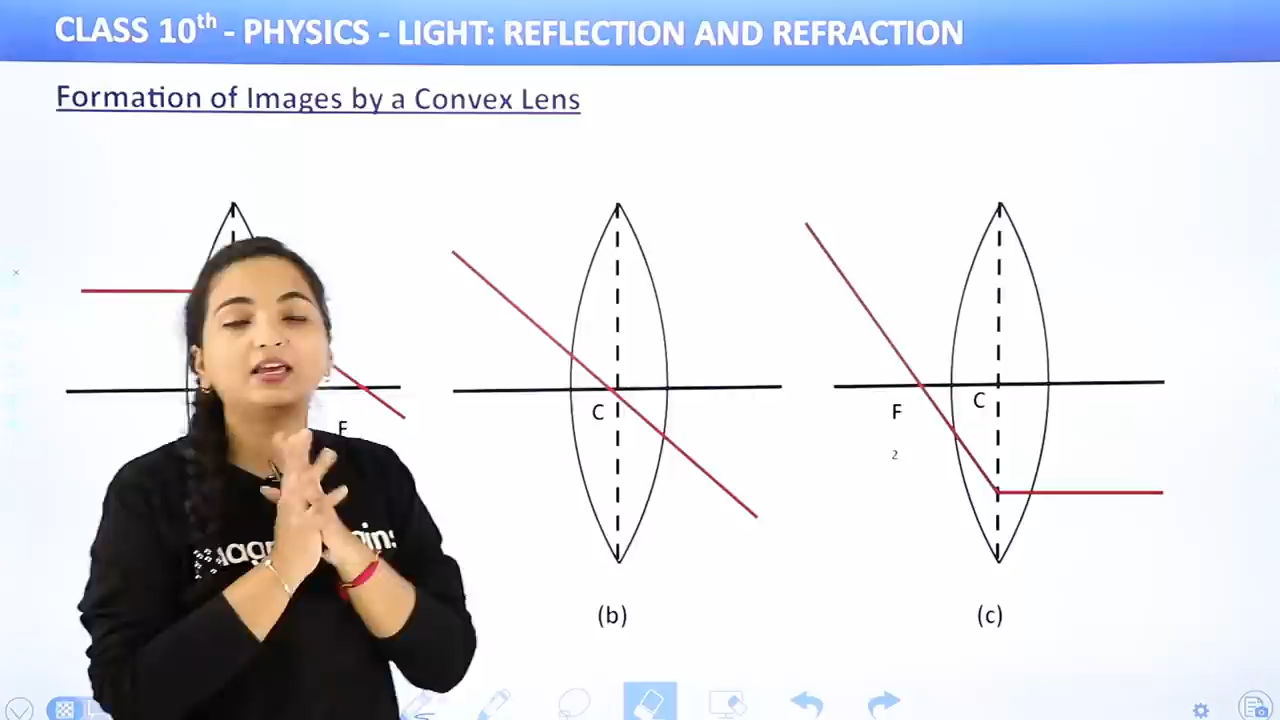 CLASS 10th - PHYSICS - LIGHT: REFLECTION AND REFRACTION
Formation of Images by a Convex Lens
F
C
F
2
C
(b)
(c)